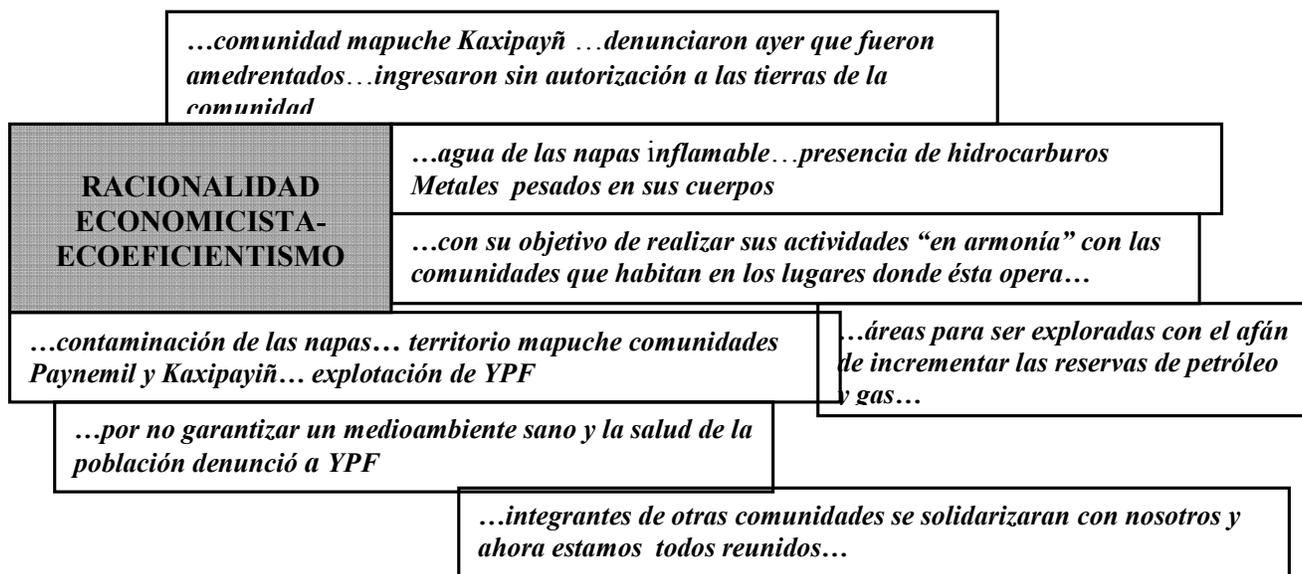 …comunidad mapuche Kaxipayñ …denunciaron ayer que fueron
amedrentados…ingresaron sin autorización a las tierras de la
comunidad
RACIONALIDAD
ECONOMICISTA-
ECOEFICIENTISMO
…agua de las napas inflamable…presencia de hidrocarburos
Metales pesados en sus cuerpos
…con su objetivo de realizar sus actividades “en armonía” con las
comunidades que habitan en los lugares donde ésta opera…
…contaminación de las napas… territorio mapuche comunidades
Paynemil y Kaxipayiñ… explotación de YPF
…áreas para ser exploradas con el afán
de incrementar las reservas de petróleo
y gas…
…por no garantizar un medioambiente sano y la salud de la
población denunció a YPF
…integrantes de otras comunidades se solidarizaran con nosotros y
ahora estamos todos reunidos…